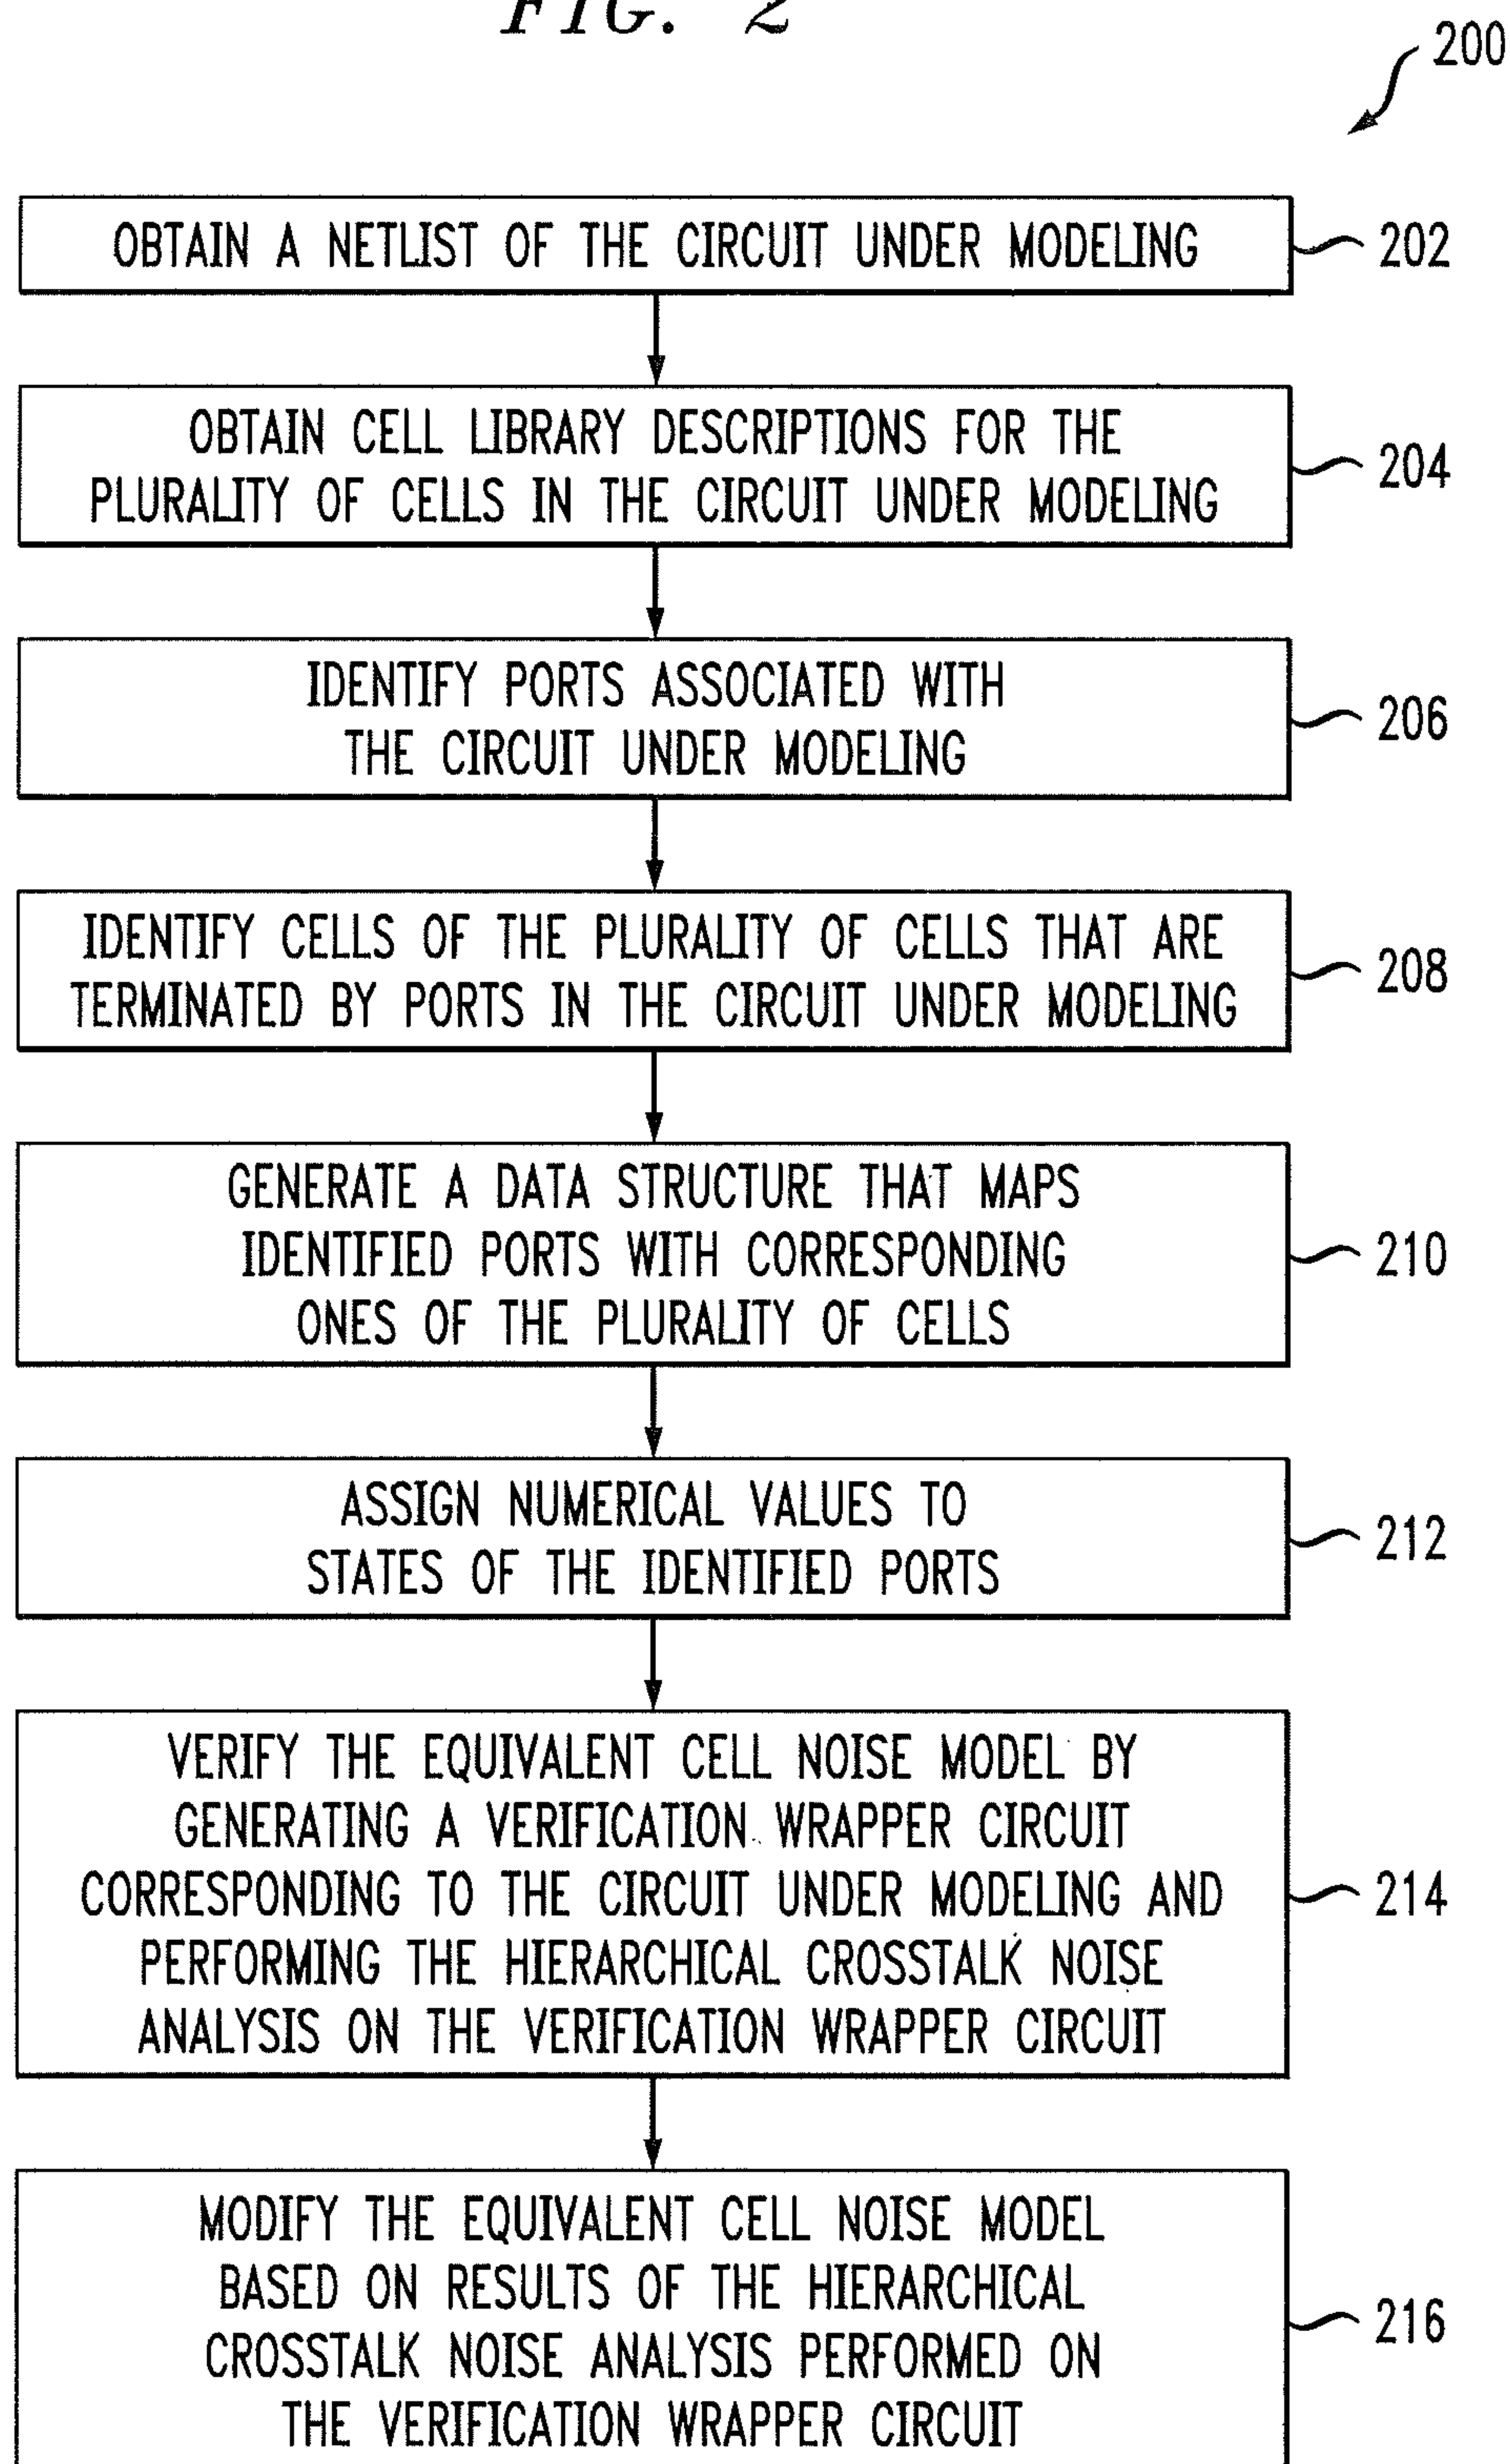 FIG. 2
200
OBTAIN A NETLIST OF THE CIRCUIT UNDER MODELING
202
OBTAIN CELL LIBRARY DESCRIPTIONS FOR THE
PLURALITY OF CELLS IN THE CIRCUIT UNDER MODELING
204
IDENTIFY PORTS ASSOCIATED WITH
THE CIRCUIT UNDER MODELING
206
IDENTIFY CELLS OF THE PLURALITY OF CELLS THAT ARE
TERMINATED BY PORTS IN THE CIRCUIT UNDER MODELING
208
GENERATE A DATA STRUCTURE THAT MAPS
IDENTIFIED PORTS WITH CORRESPONDING
ONES OF THE PLURALITY OF CELLS
210
ASSIGN NUMERICAL VALUES TO
STATES OF THE IDENTIFIED PORTS
212
VERIFY THE EQUIVALENT CELL NOISE MODEL BY
GENERATING A VERIFICATION WRAPPER CIRCUIT
CORRESPONDING TO THE CIRCUIT UNDER MODELING AND
PERFORMING THE HIERARCHICAL CROSSTALK NOISE
ANALYSIS ON THE VERIFICATION WRAPPER CIRCUIT
214
MODIFY THE EQUIVALENT CELL NOISE MODEL
BASED ON RESULTS OF THE HIERARCHICAL
CROSSTALK NOISE ANALYSIS PERFORMED ON
THE VERIFICATION WRAPPER CIRCUIT
216